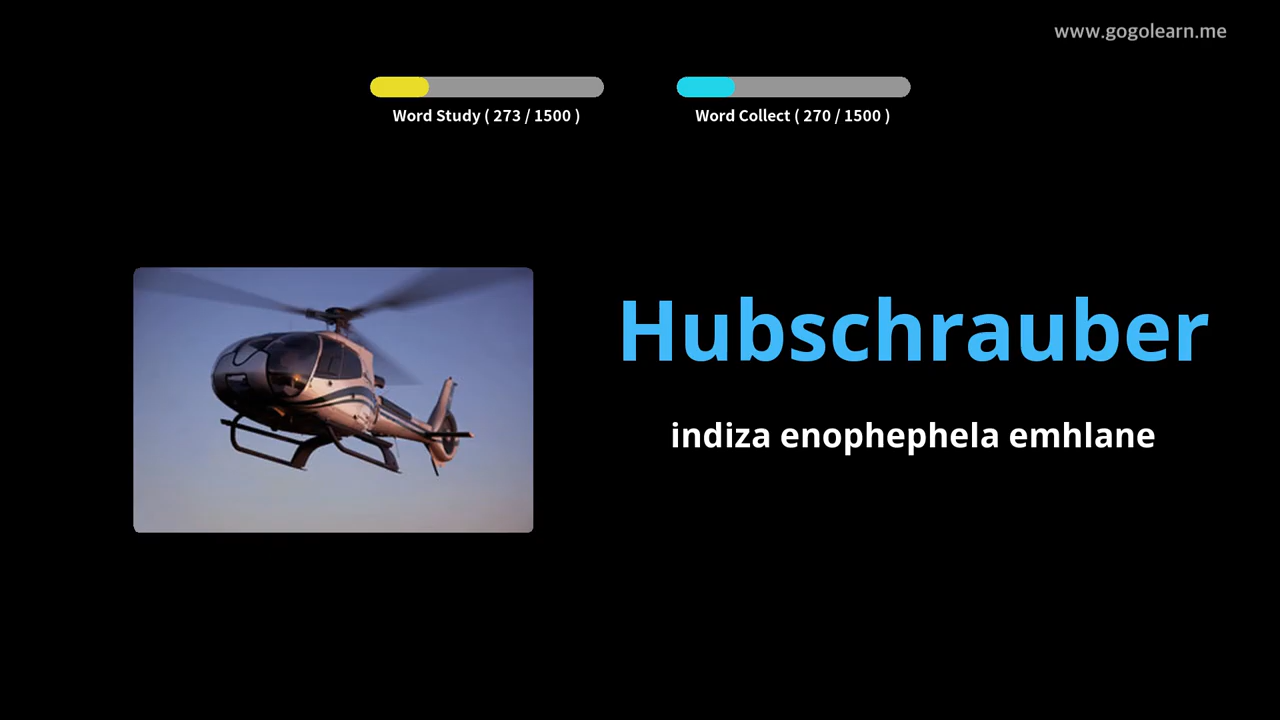 www.gogolearn.me
Word Study ( 273 / 1500 )
Word Collect ( 270 / 1500 )
Hubschrauber
indiza enophephela emhlane